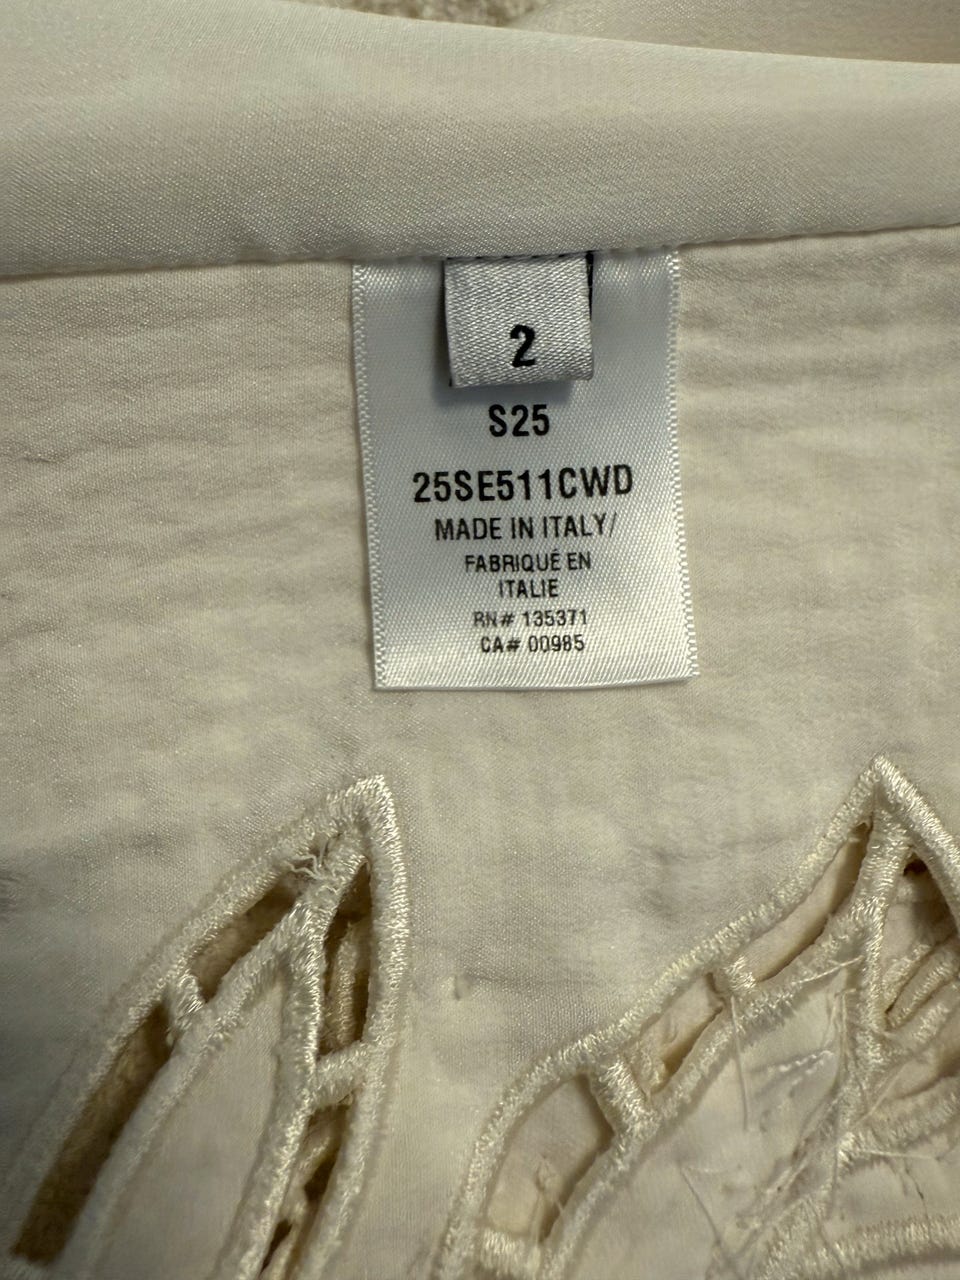 2
S25
25SE511CWD
MADE IN ITALY/
FABRIQUÉ EN
ITALIE
RN# 135371
CA# 00985